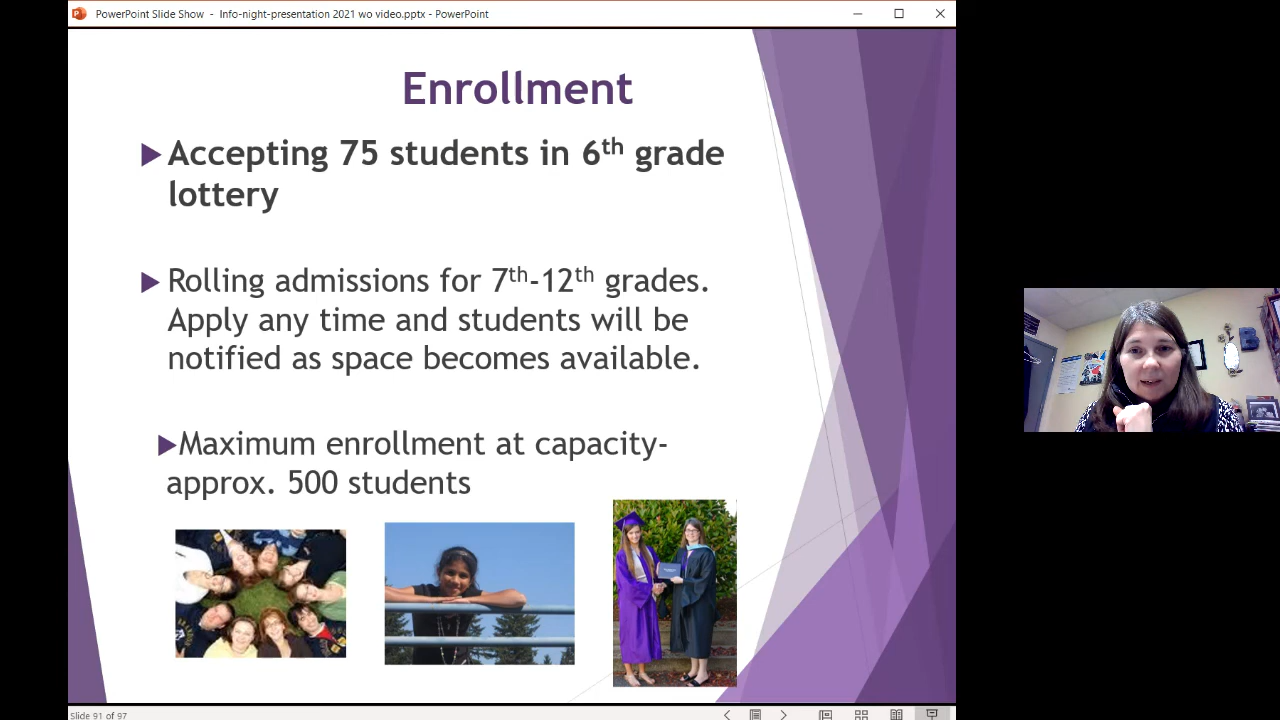 PowerPoint Slide Show - Info-night-presentation 2021 wo video.pptx - PowerPoint
Enrollment
Accepting 75 students in 6th grade
lottery
Rolling admissions for 7th-12th grades.
Apply any time and students will be
notified as space becomes available.
Maximum enrollment at capacity-
approx. 500 students
Slide 91 of 97